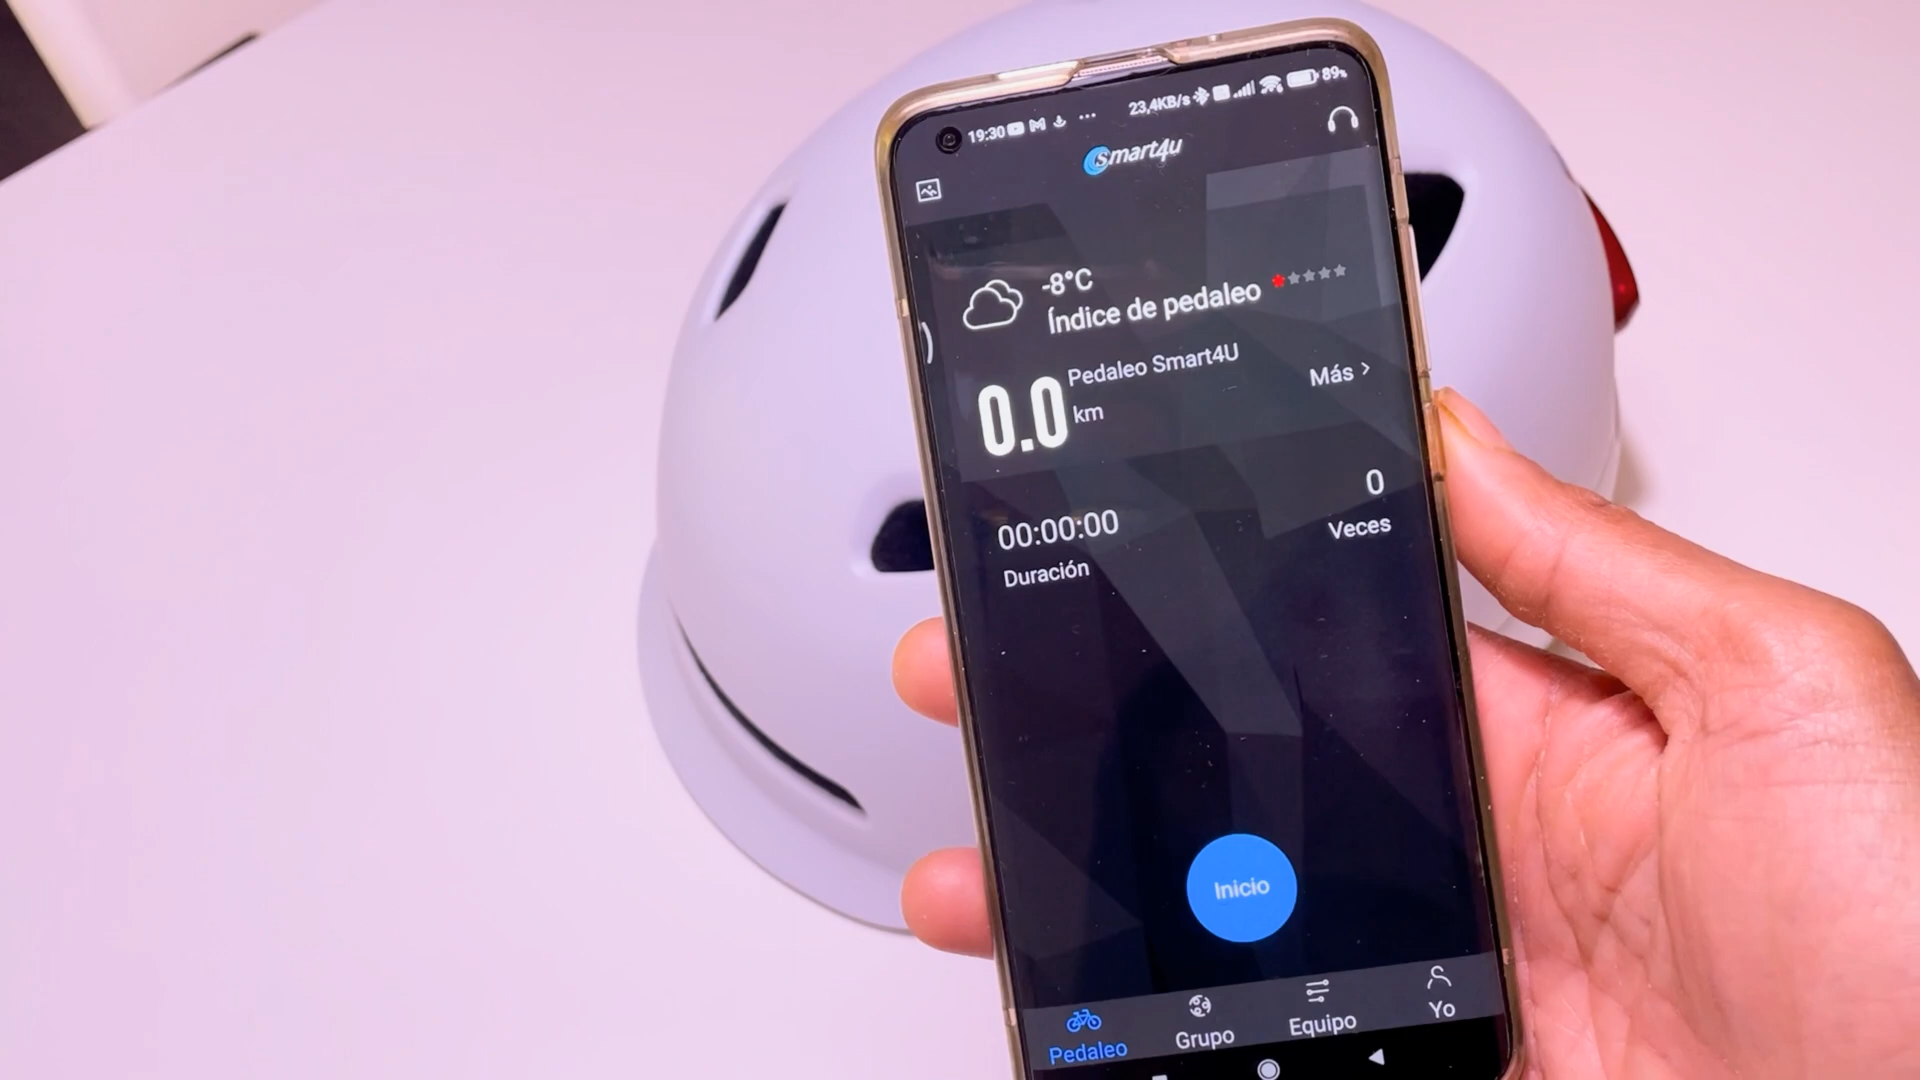 19:30 ... 23,4KB/s 89%
smart4u
-8°C
Índice de pedaleo
Pedaleo Smart4U
0.0 km
Más >
0
00:00:00
Veces
Duración
Inicio
Pedaleo Grupo Equipo Yo